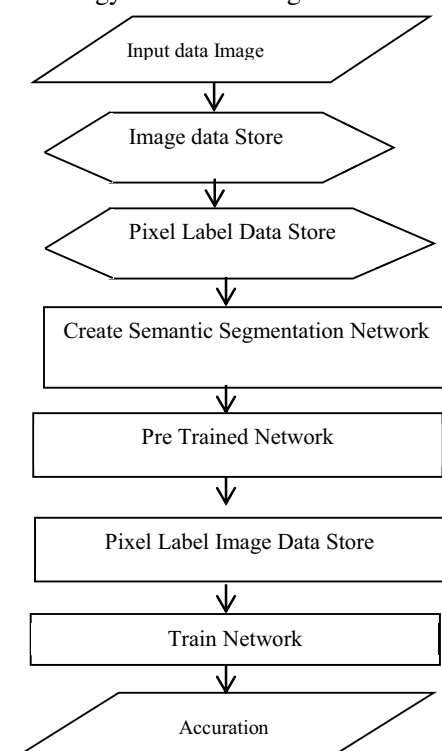 Input data Image
Image data Store
Pixel Label Data Store
Create Semantic Segmentation Network
Pre Trained Network
Pixel Label Image Data Store
Train Network
Accuration